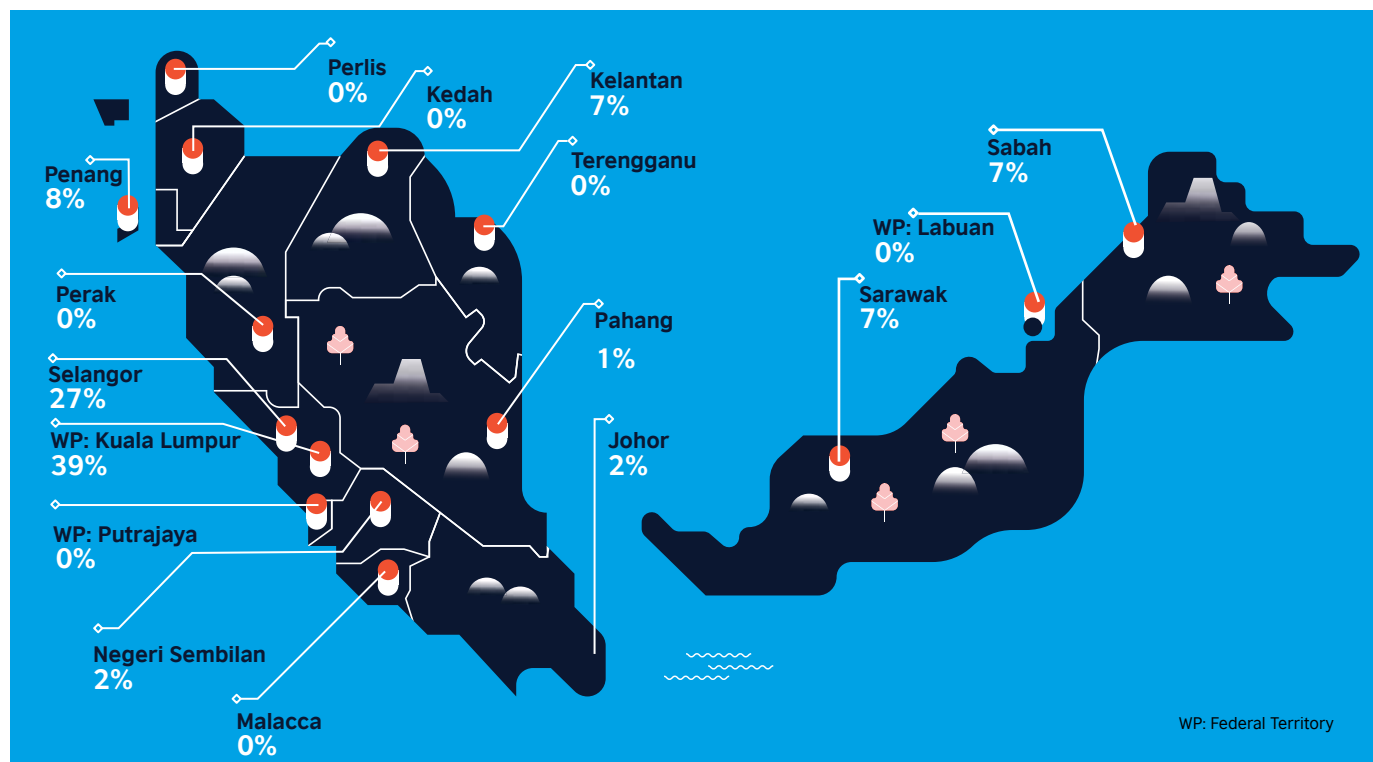 Perlis
0%
Kedah
0%
Kelantan
7%
Terengganu
0%
Penang
8%
Perak
0%
Selangor
27%
WP: Kuala Lumpur
39%
WP: Putrajaya
0%
Negeri Sembilan
2%
Malacca
0%
Pahang
1%
Johor
2%
Sabah
7%
WP: Labuan
0%
Sarawak
7%
WP: Federal Territory